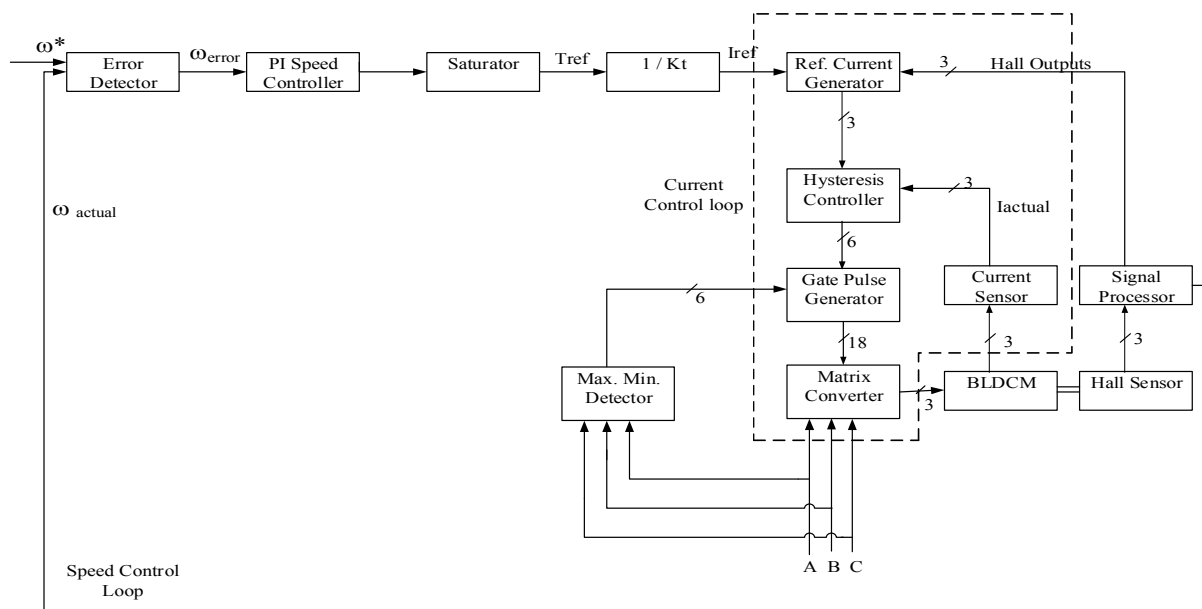 ω*
Error
Detector
ωerror
PI Speed
Controller
Saturator
Tref
1 / Kt
Iref
Ref. Current
Generator
3
Hall Outputs
3
Current
Control loop
Hysteresis
Controller
3
Iactual
ω actual
6
Gate Pulse
Generator
6
Current
Sensor
Signal
Processor
18
3
3
Max. Min.
Detector
Matrix
Converter
3
BLDCM
Hall Sensor
A B C
Speed Control
Loop